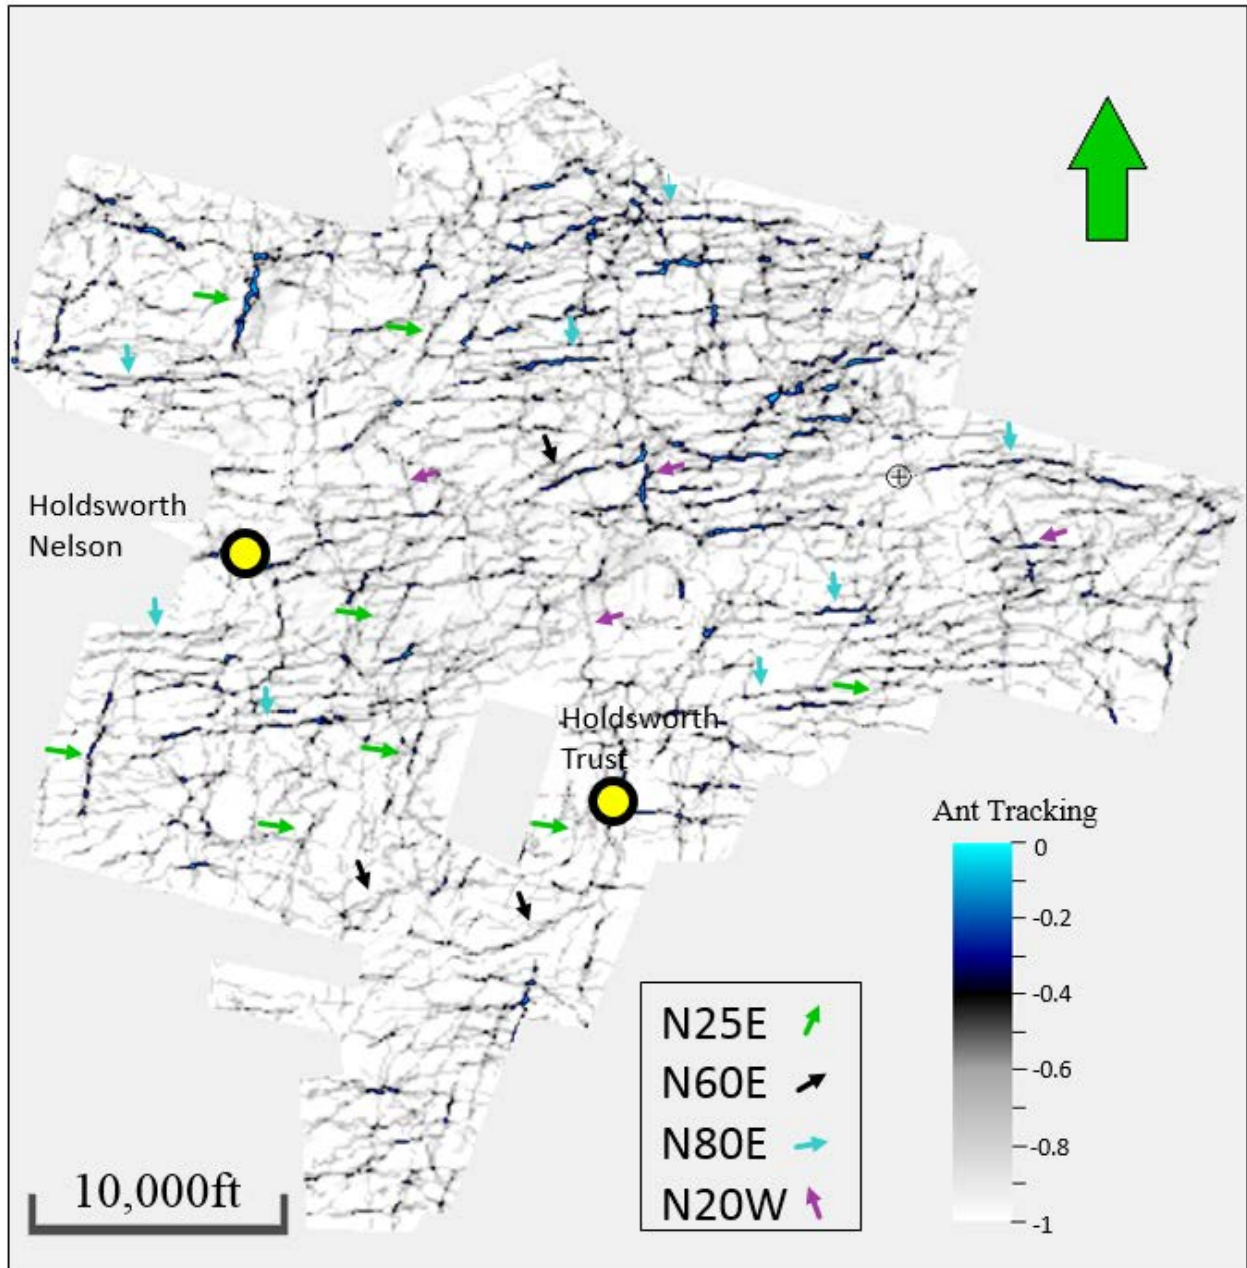 Holdsworth
Nelson
Holdsworth
Trust
Ant Tracking
0
-0.2
-0.4
-0.6
-0.8
-1
N25E
N60E
N80E
N20W
10,000ft